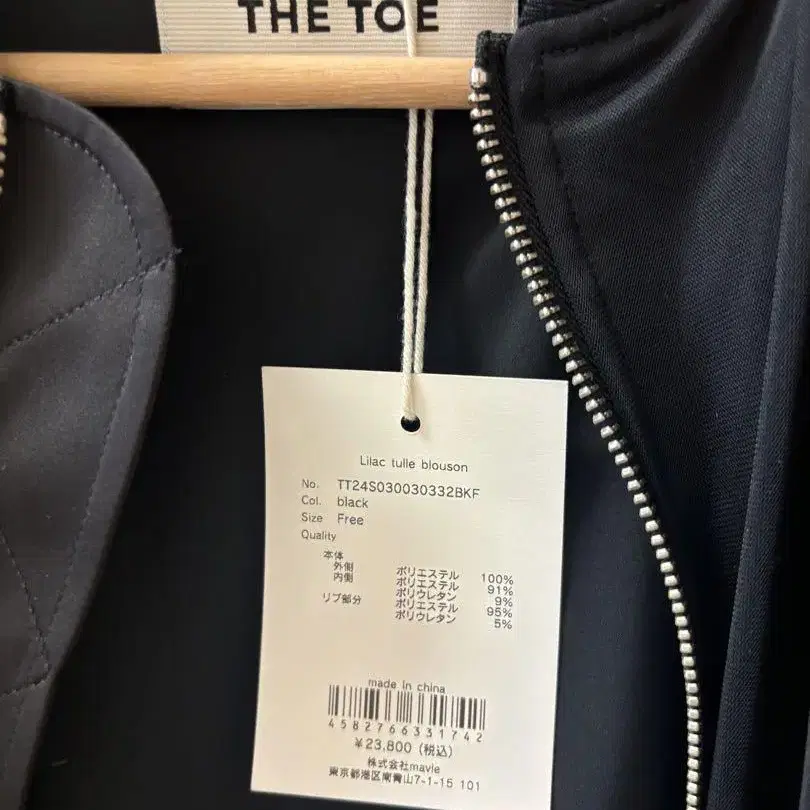 THE TOE
Lilac tulle blouson
No. TT24S030030332BKF
Col. black
Size Free
Quality
本体
外側 ポリエステル 100%
内側 ポリエステル 91%
ポリウレタン 9%
リブ部分 ポリエステル 95%
ポリウレタン 5%
made in china
4582766331742
¥23,800 (税込)
株式会社mavie
東京都港区南青山7-1-15 101